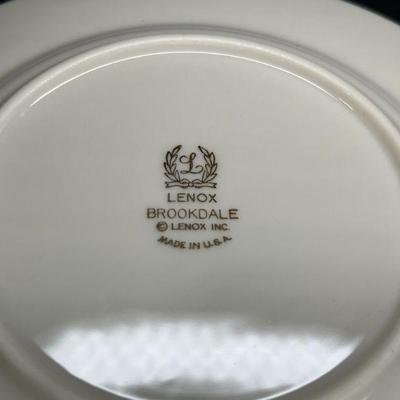 L
LENOX
BROOKDALE
© LENOX INC.
MADE IN U.S.A.